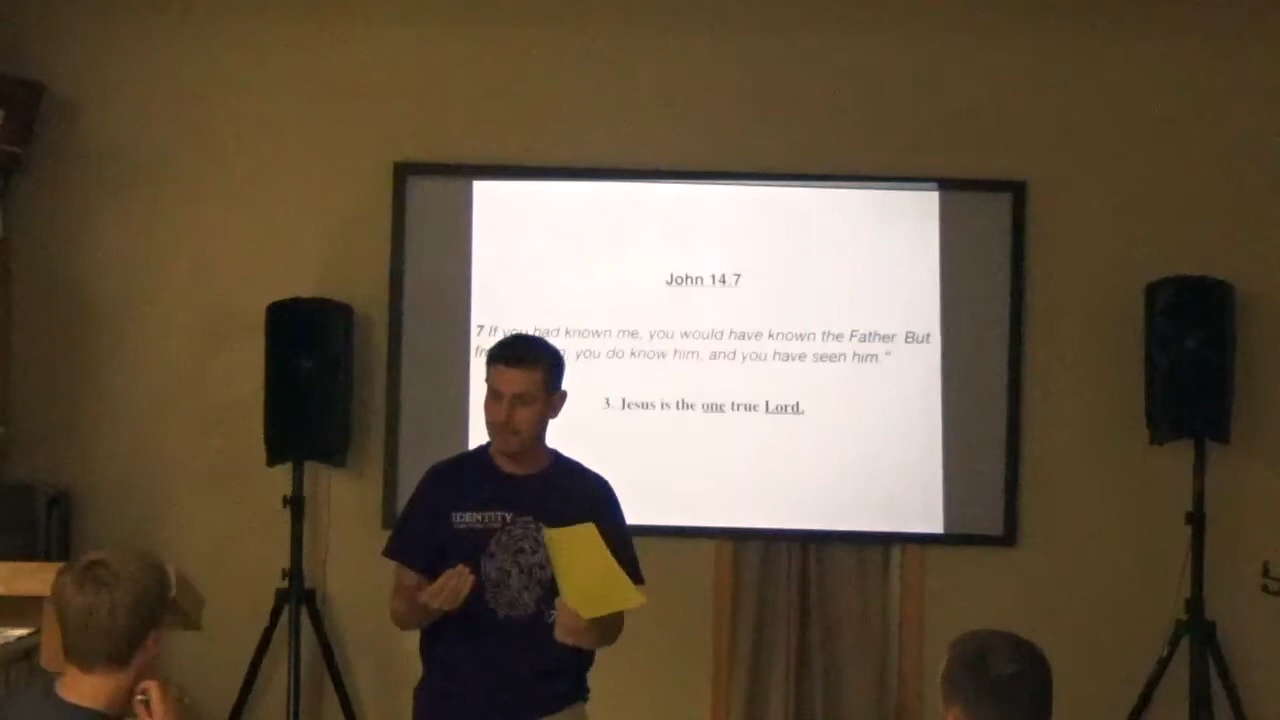 John 14:7
7 If you had known me, you would have known the Father. But
you do know him, and you have seen him."
3. Jesus is the one true Lord.
IDENTITY